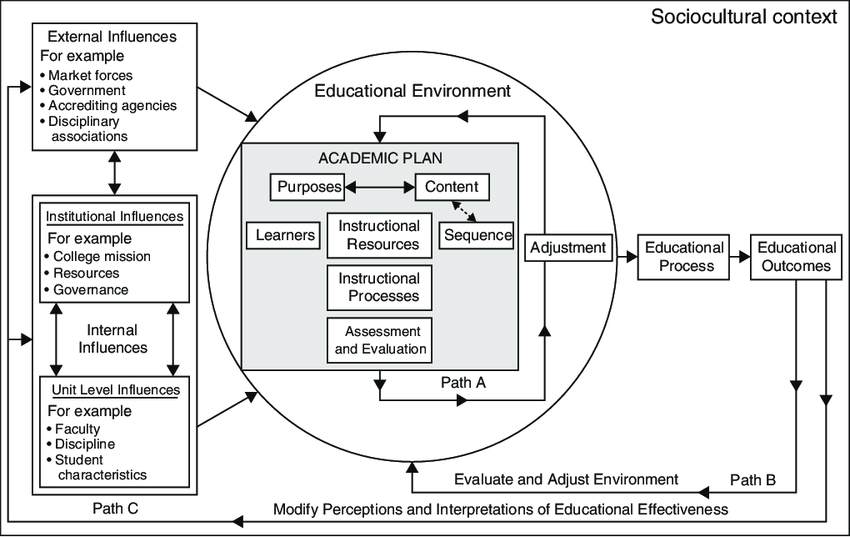 Sociocultural context
External Influences
For example
• Market forces
• Government
• Accrediting agencies
• Disciplinary
associations
Institutional Influences
For example
• College mission
• Resources
• Governance
Internal
Influences
Unit Level Influences
For example
• Faculty
• Discipline
• Student
characteristics
Educational Environment
ACADEMIC PLAN
Purposes
Content
Learners
Instructional
Resources
Sequence
Instructional
Processes
Assessment
and Evaluation
Adjustment
Path A
Educational
Process
Educational
Outcomes
Evaluate and Adjust Environment
Path B
Path C
Modify Perceptions and Interpretations of Educational Effectiveness